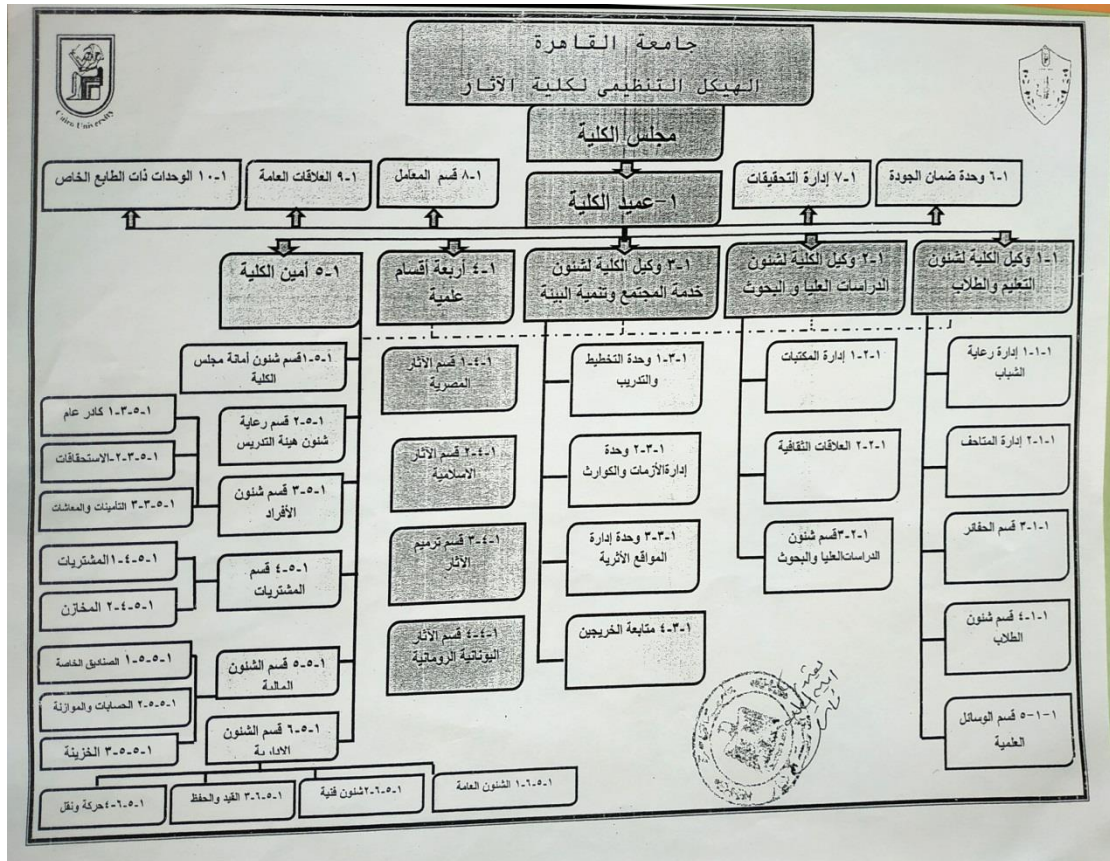 جامعة القاهرة
الهيكل التنظيمي لكلية الآثار
Cairo University
مجلس الكلية
١-عميد الكلية
١-٦ وحدة ضمان الجودة
١-٧ إدارة التحقيقات
١-٨ قسم المعامل
١-٩ العلاقات العامة
١-١٠ الوحدات ذات الطابع الخاص
١-١ وكيل الكلية لشئون
التعليم والطلاب
١-٢ وكيل الكلية لشئون
الدراسات العليا و البحوث
١-٣ وكيل الكلية لشئون
خدمة المجتمع وتنمية البيئة
١-٤ أربعة أقسام
علمية
١-٥ أمين الكلية
١-١-١ إدارة رعاية
الشباب
١-١-٢ إدارة المتاحف
١-١-٣ قسم الحفائر
١-١-٤ قسم شئون
الطلاب
١-١-٥ قسم الوسائل
العلمية
١-٢-١ إدارة المكتبات
١-٢-٢ العلاقات الثقافية
١-٢-٣قسم شئون
الدراسات العليا والبحوث
١-٣-١ وحدة التخطيط
والتدريب
١-٣-٢ وحدة
إدارة الأزمات والكوارث
١-٣-٣ وحدة إدارة
المواقع الأثرية
١-٣-٤ متابعة الخريجين
١-٤-١ قسم الآثار
المصرية
١-٤-٢ قسم الآثار
الاسلامية
١-٤-٣ قسم ترميم
الآثار
١-٤-٤ قسم الآثار
اليونانية الرومانية
١-٥-١قسم شئون أمانة مجلس
الكلية
١-٥-٢ قسم رعاية
شئون هيئة التدريس
١-٥-٣ قسم شئون
الأفراد
١-٥-٣-١ كادر عام
١-٥-٣-٢-الاستحقاقات
١-٥-٣-٣ التأمينات والمعاشات
١-٥-٤ قسم
المشتريات
١-٥-٤-١ المشتريات
١-٥-٤-٢ المخازن
١-٥-٥ قسم الشئون
المالية
١-٥-٥-١ الصناديق الخاصة
١-٥-٥-٢ الحسابات والموازنة
١-٥-٥-٣ الخزينة
١-٥-٦ قسم الشئون
الادارية
١-٥-٦-١ الشئون العامة
١-٥-٦-٢شئون فنية
١-٥-٦-٣ القيد والحفظ
١-٥-٦-٤حركة ونقل